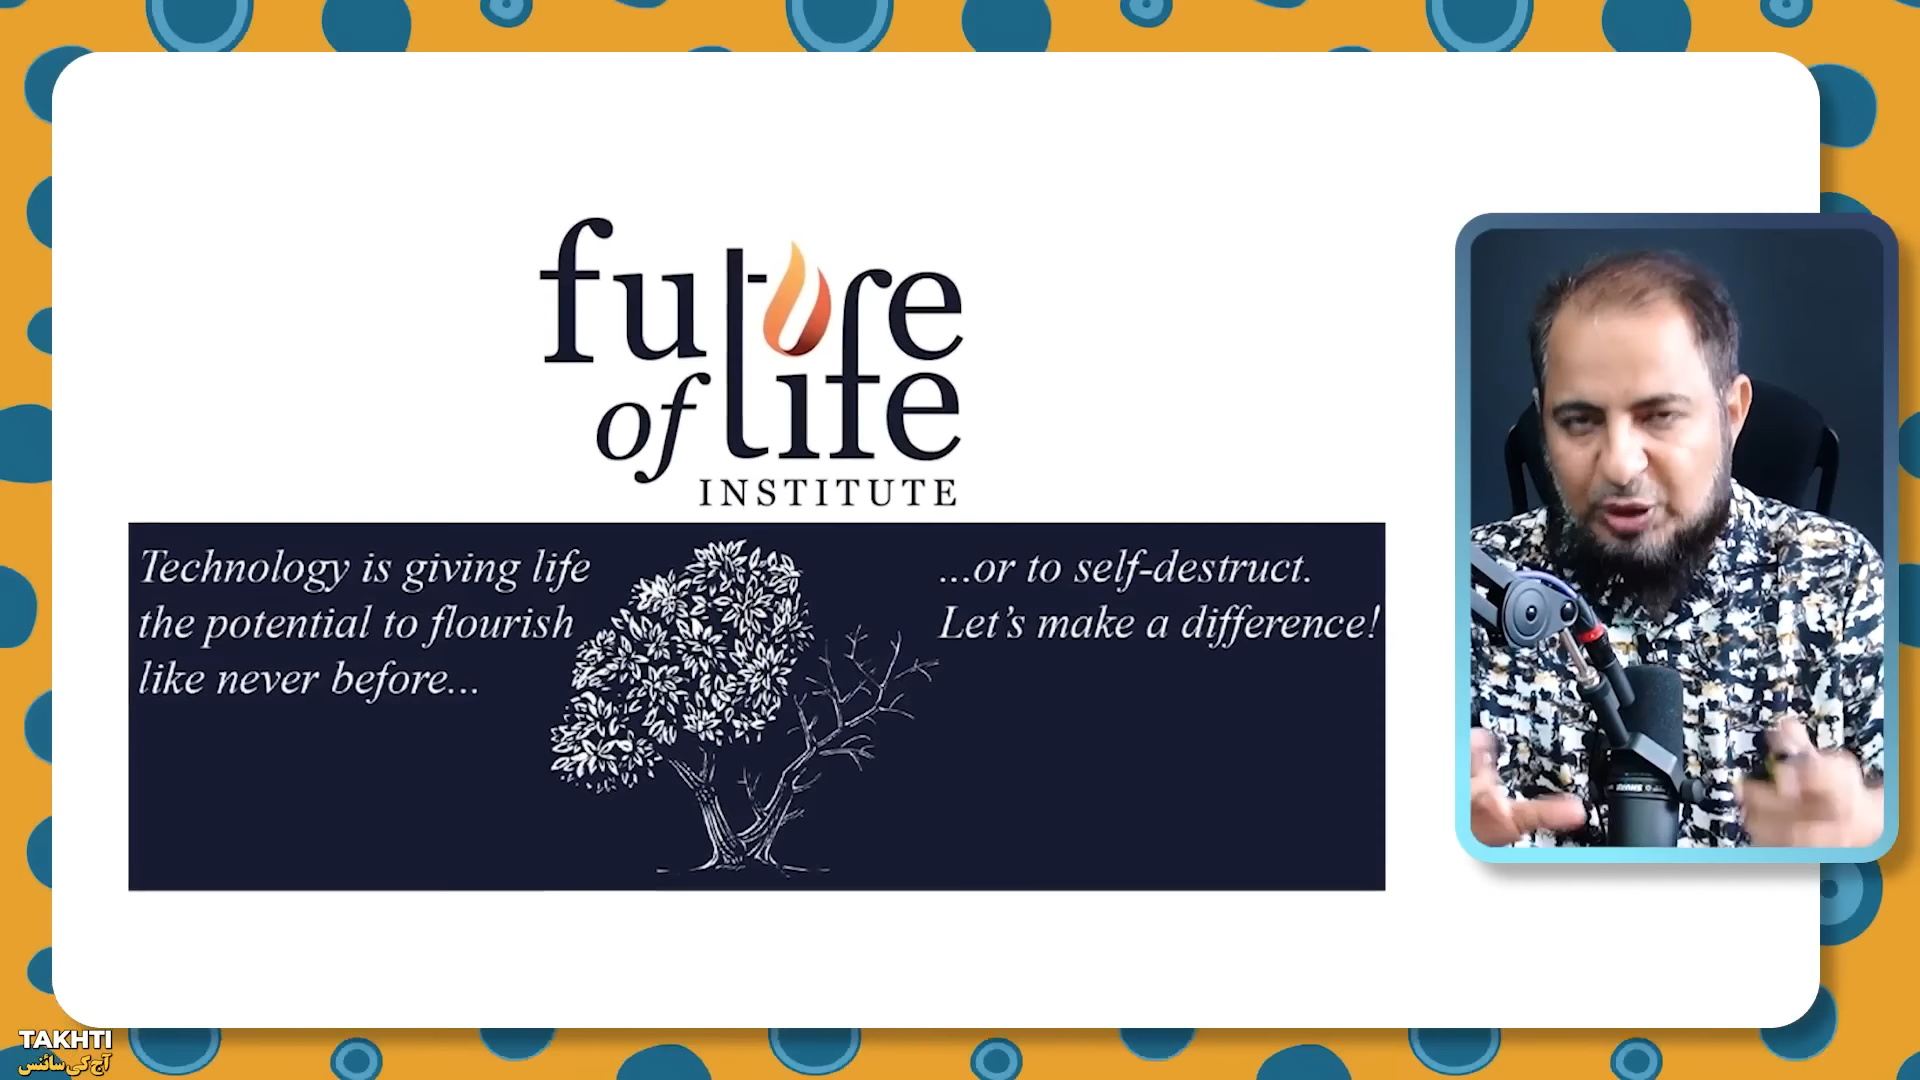 future
of life
INSTITUTE
Technology is giving life
the potential to flourish
like never before...
...or to self-destruct.
Let's make a difference!
TAKHTI
آج کی سائنس